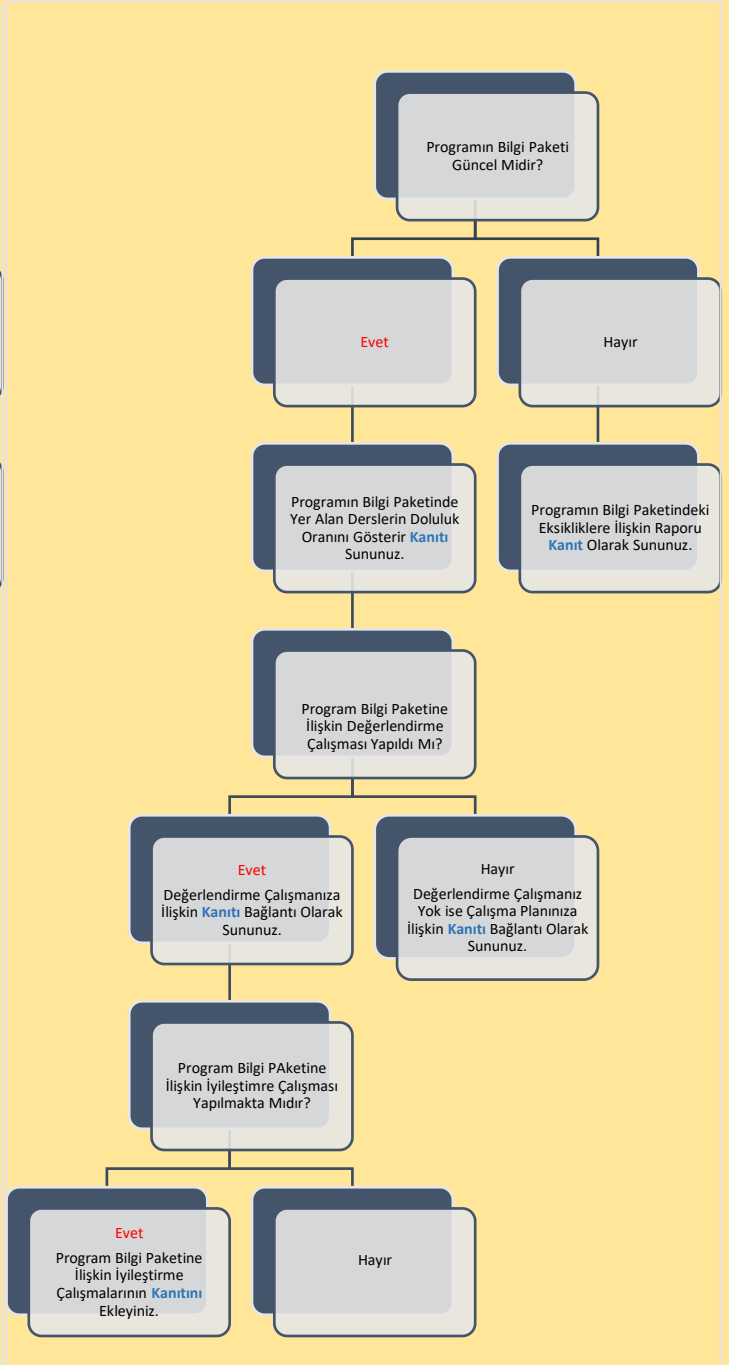 Programın Bilgi Paketi
Güncel Midir?
Evet
Hayır
Programın Bilgi Paketinde
Yer Alan Derslerin Doluluk
Oranını Gösterir Kanıtı
Sununuz.
Programın Bilgi Paketindeki
Eksikliklere İlişkin Raporu
Kanıt Olarak Sununuz.
Program Bilgi Paketine
İlişkin Değerlendirme
Çalışması Yapıldı Mı?
Evet
Değerlendirme Çalışmanıza
İlişkin Kanıtı Bağlantı Olarak
Sununuz.
Hayır
Değerlendirme Çalışmanız
Yok ise Çalışma Planınıza
İlişkin Kanıtı Bağlantı Olarak
Sununuz.
Program Bilgi PAketine
İlişkin İyileştimre Çalışması
Yapılmakta Mıdır?
Evet
Program Bilgi Paketine
İlişkin İyileştirme
Çalışmalarının Kanıtını
Ekleyiniz.
Hayır